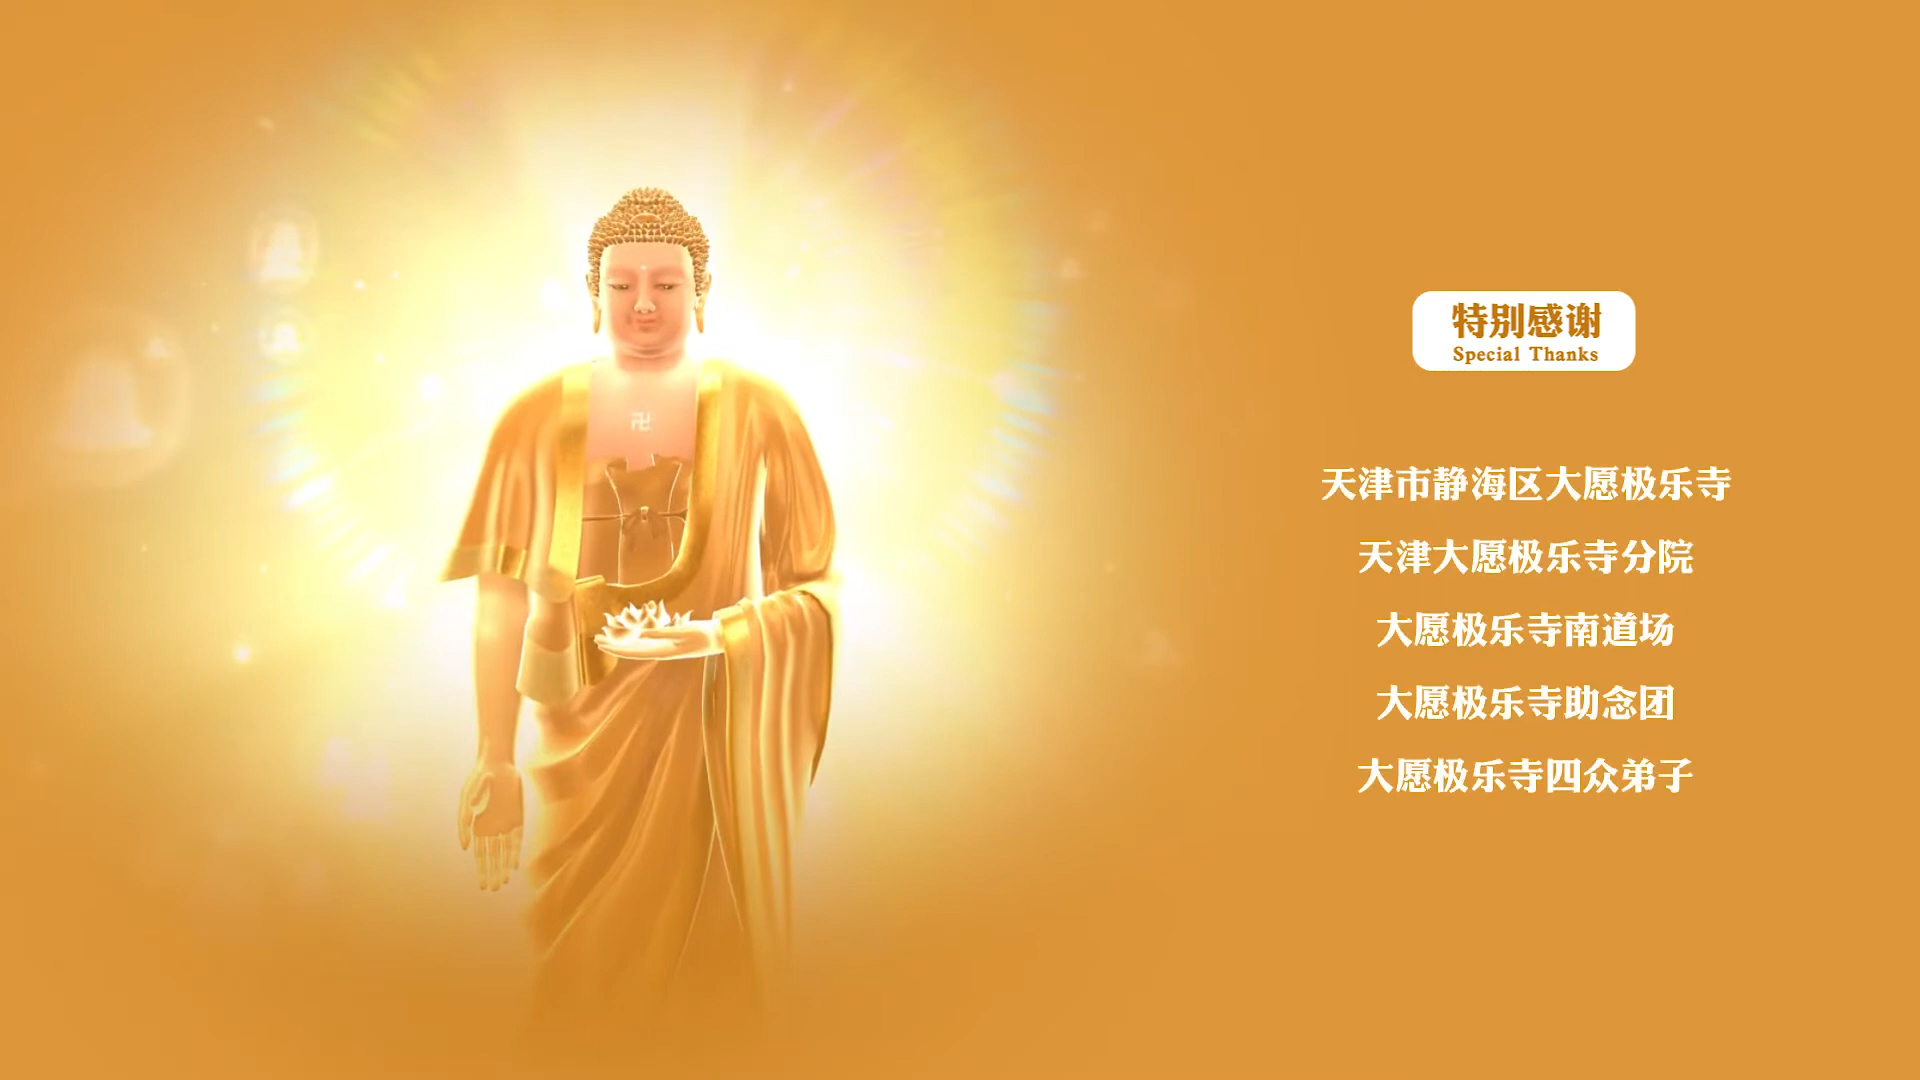 卍
特别感谢
Special Thanks
天津市静海区大愿极乐寺
天津大愿极乐寺分院
大愿极乐寺南道场
大愿极乐寺助念团
大愿极乐寺四众弟子